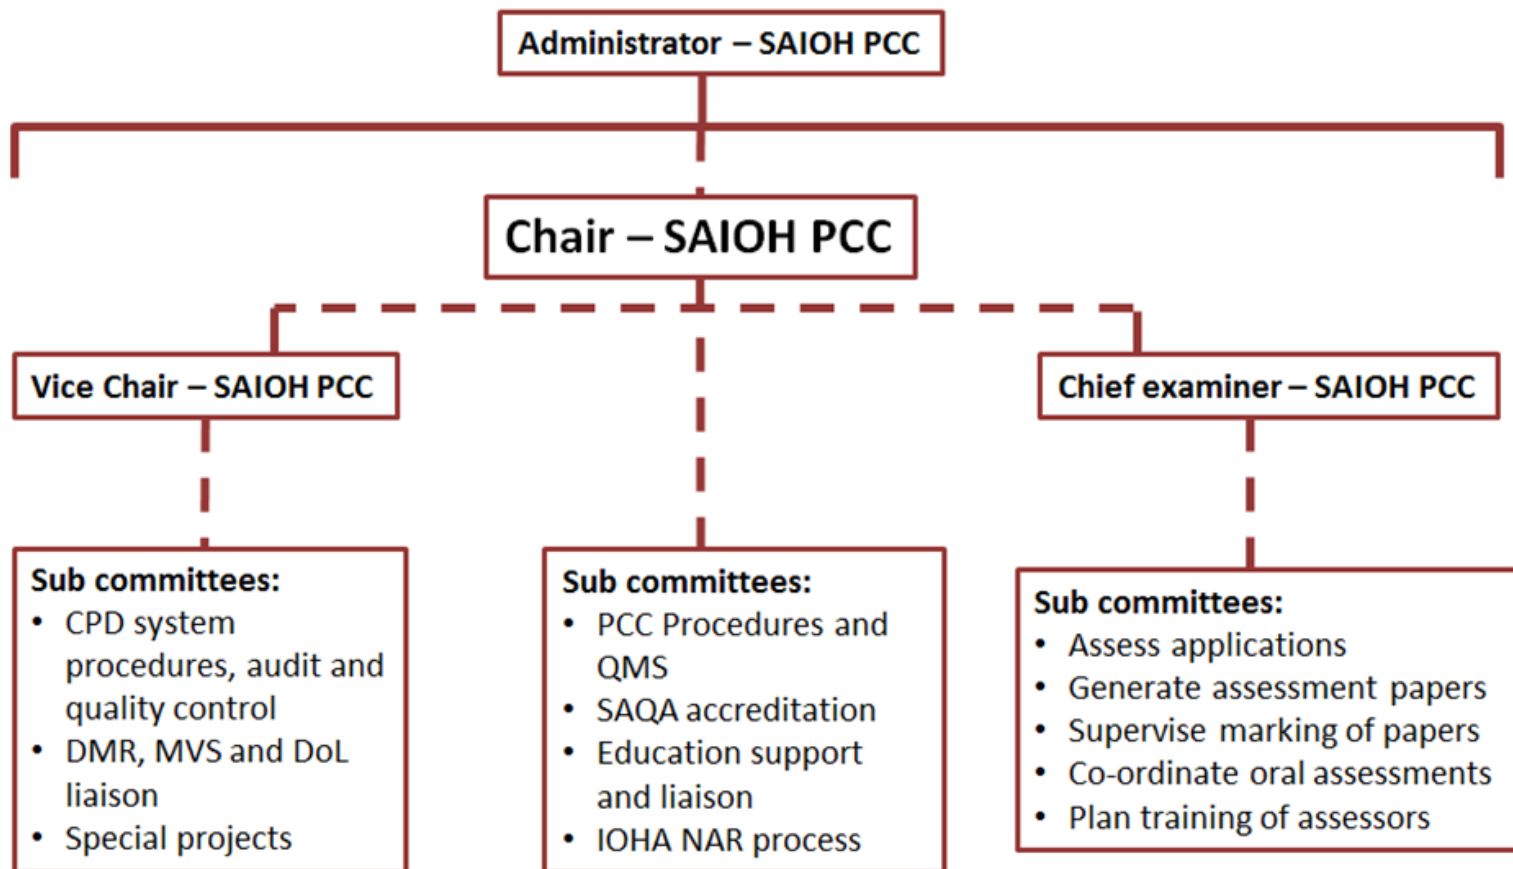 Administrator – SAIOH PCC
Chair – SAIOH PCC
Vice Chair – SAIOH PCC
Chief examiner – SAIOH PCC
Sub committees:
• CPD system
procedures, audit and
quality control
• DMR, MVS and DoL
liaison
• Special projects
Sub committees:
• PCC Procedures and
QMS
• SAQA accreditation
• Education support
and liaison
• IOHA NAR process
Sub committees:
• Assess applications
• Generate assessment papers
• Supervise marking of papers
• Co-ordinate oral assessments
• Plan training of assessors